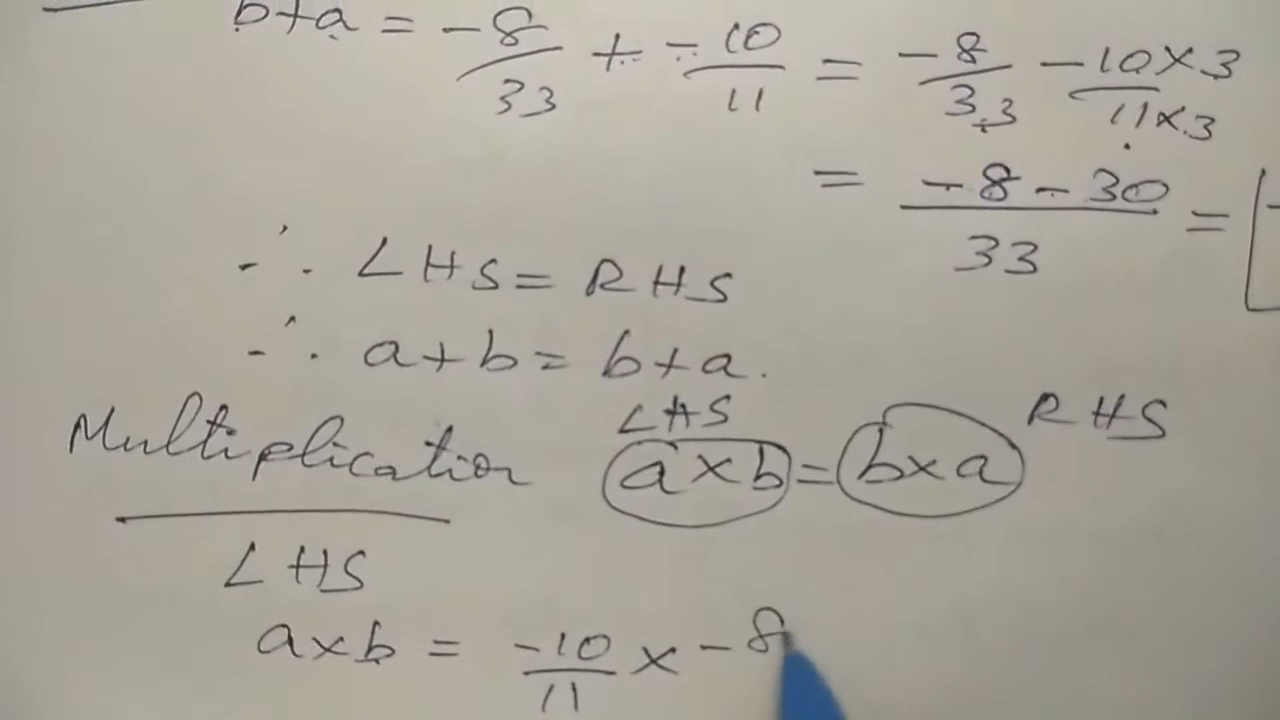 b+a = -8/33 + -10/11 = -8/33 -10×3/11×3
= -8-30/33 =
∴ LHS = RHS
∴ a+b = b+a.
Multiplication LHS a×b = b×a RHS
LHS
a×b = -10/11 × -8